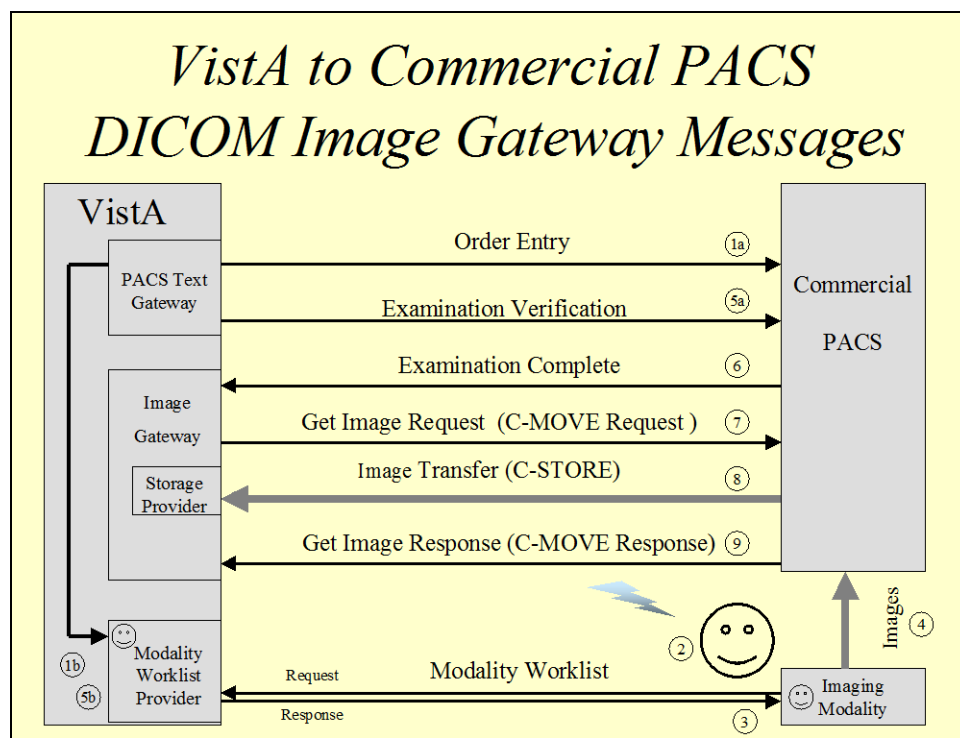 VistA to Commercial PACS
DICOM Image Gateway Messages
VistA
PACS Text
Gateway
Order Entry
1a
Examination Verification
5a
Commercial
PACS
Examination Complete
6
Image
Gateway
Get Image Request (C-MOVE Request )
7
Storage
Provider
Image Transfer (C-STORE)
8
Get Image Response (C-MOVE Response)
9
Images
4
2
1b
5b
Modality
Worklist
Provider
Request
Modality Worklist
Response
3
Imaging
Modality